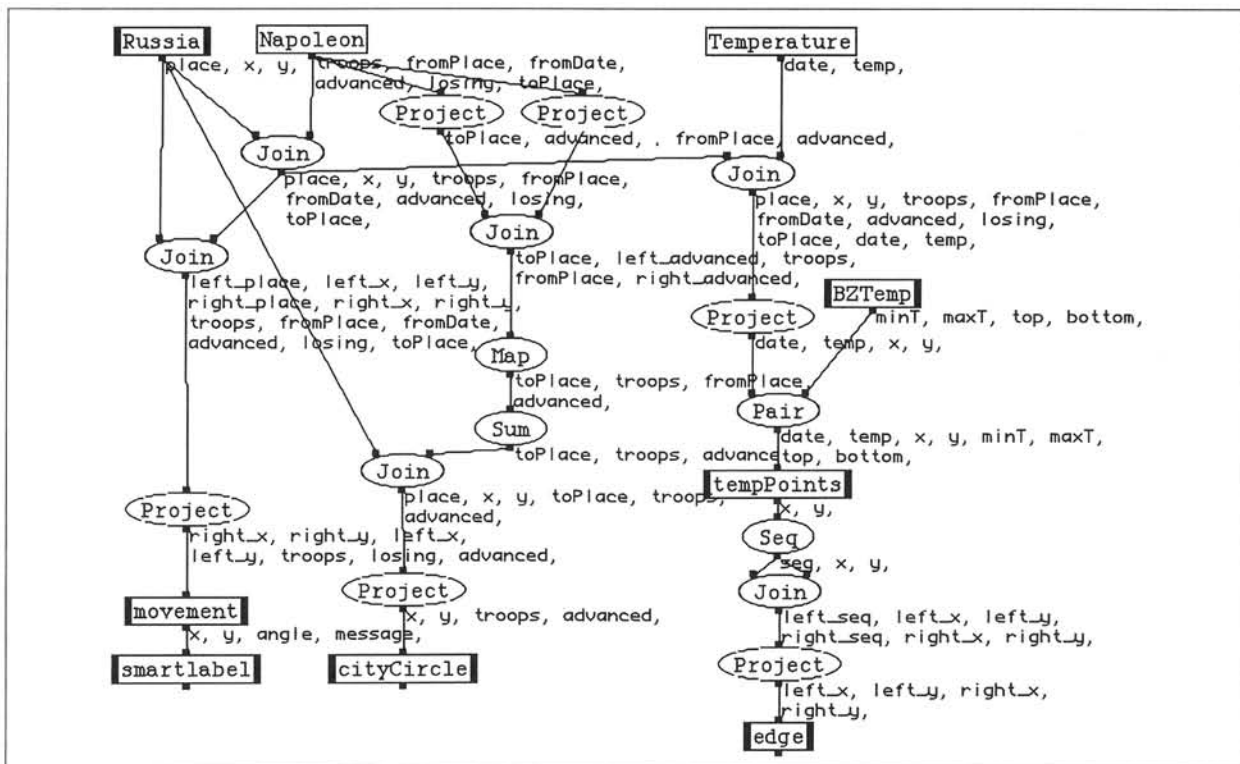 Russia
Napoleon
Temperature
place, x, y, troops, fromPlace, fromDate,
advanced, losing, toPlace,
date, temp,
Project
Project
toPlace, advanced, , fromPlace, advanced,
Join
Join
place, x, y, troops, fromPlace,
fromDate, advanced, losing,
toPlace,
place, x, y, troops, fromPlace,
fromDate, advanced, losing,
toPlace, date, temp,
Join
Join
left_place, left_x, left_y,
right_place, right_x, right_y,
troops, fromPlace, fromDate,
advanced, losing, toPlace,
toPlace, left_advanced, troops,
fromPlace, right_advanced,
BZTemp
minT, maxT, top, bottom,
Project
date, temp, x, y,
Map
toPlace, troops, fromPlace,
advanced,
Pair
date, temp, x, y, minT, maxT,
top, bottom,
Sum
toPlace, troops, advance
Join
place, x, y, toPlace, troops,
advanced,
tempPoints
x, y,
Project
right_x, right_y, left_x,
left_y, troops, losing, advanced,
Seq
seq, x, y,
Project
x, y, troops, advanced,
Join
left_seq, left_x, left_y,
right_seq, right_x, right_y,
movement
x, y, angle, message,
smartlabel
cityCircle
Project
left_x, left_y, right_x,
right_y,
edge